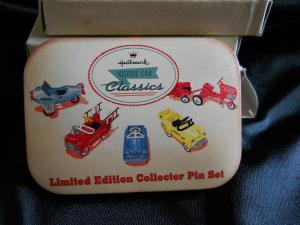 Hallmark
KIDDIE CAR
Classics
Limited Edition Collector Pin Set